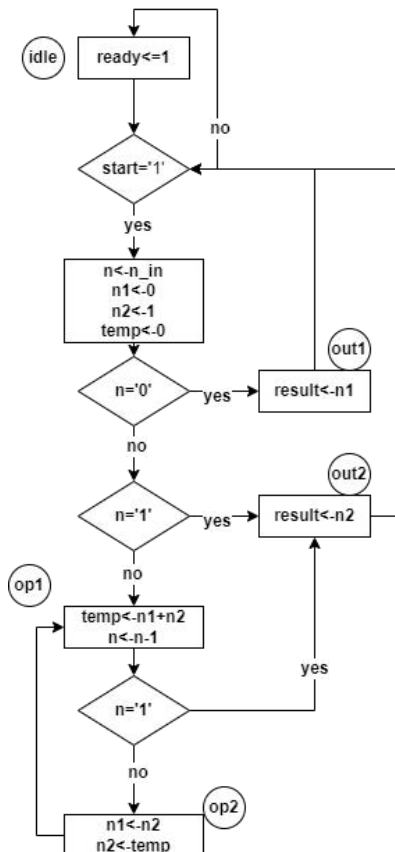 idle
ready<=1
no
start='1'
yes
n<-n_in
n1<-0
n2<-1
temp<-0
out1
n='0'
yes
result<-n1
no
out2
n='1'
yes
result<-n2
no
op1
temp<-n1+n2
n<-n-1
yes
n='1'
no
op2
n1<-n2
n2<-temp